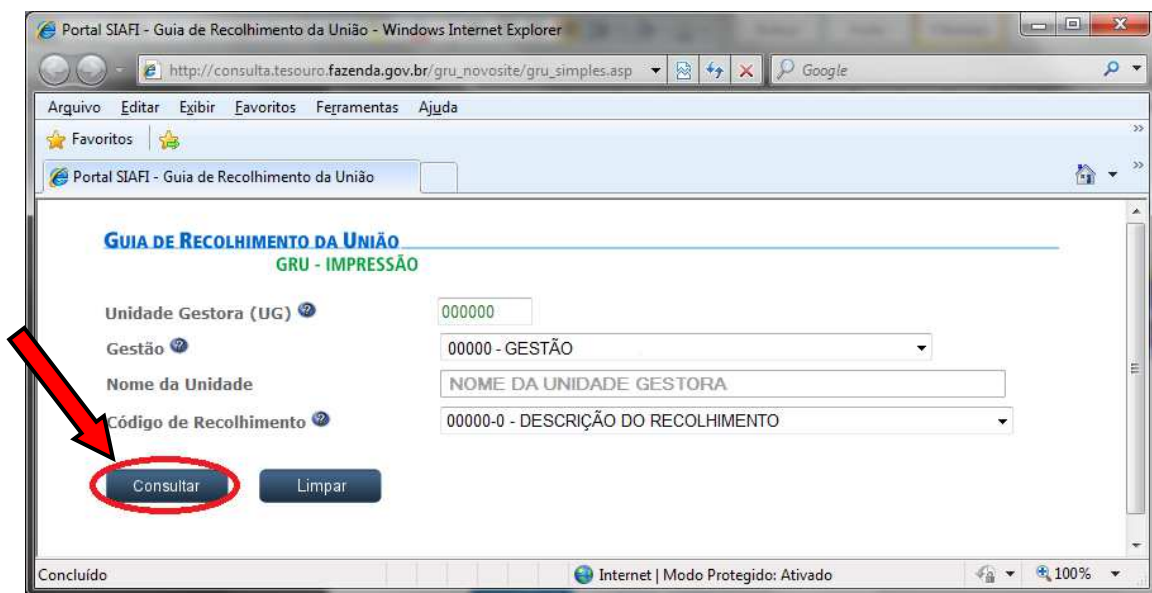 Portal SIAFI - Guia de Recolhimento da União - Windows Internet Explorer
http://consulta.tesouro.fazenda.gov.br/gru_novosite/gru_simples.asp Google
Arquivo Editar Exibir Favoritos Ferramentas Ajuda
Favoritos
Portal SIAFI - Guia de Recolhimento da União
GUIA DE RECOLHIMENTO DA UNIÃO
GRU - IMPRESSÃO
Unidade Gestora (UG) 000000
Gestão 00000 - GESTÃO
Nome da Unidade NOME DA UNIDADE GESTORA
Código de Recolhimento 00000-0 - DESCRIÇÃO DO RECOLHIMENTO
Consultar Limpar
Concluído Internet | Modo Protegido: Ativado 100%